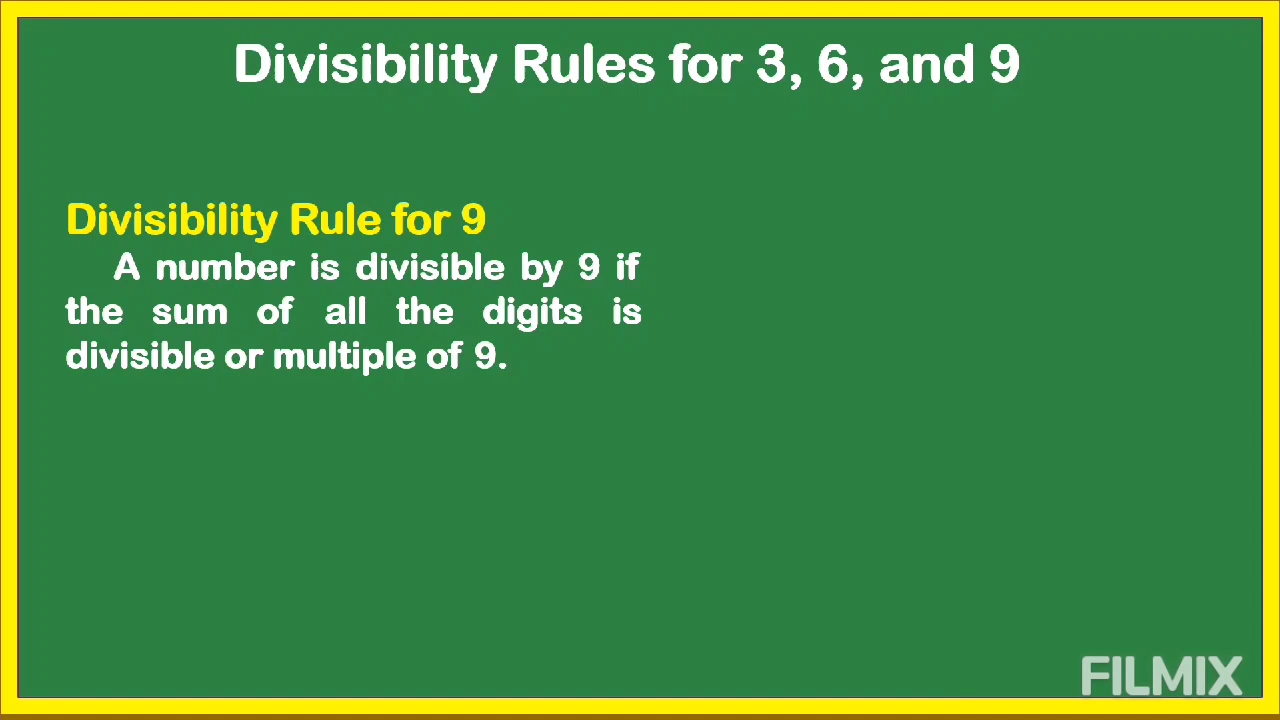 Divisibility Rules for 3, 6, and 9
Divisibility Rule for 9
A number is divisible by 9 if
the sum of all the digits is
divisible or multiple of 9.
FILMIX